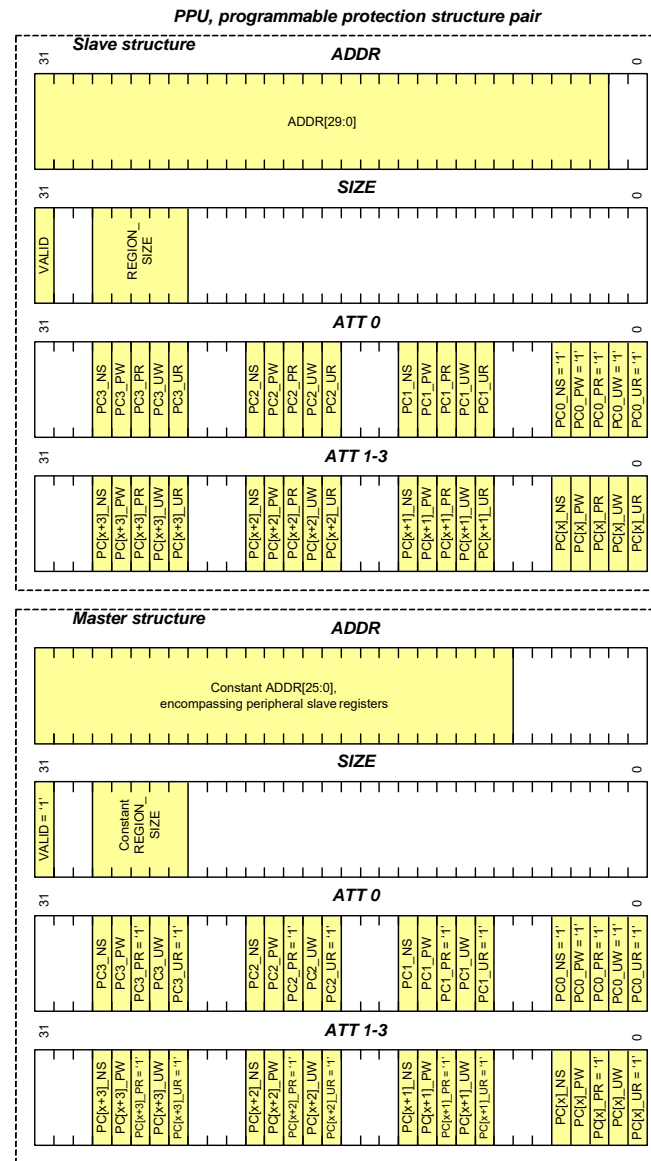 PPU, programmable protection structure pair
Slave structure
ADDR
31
0
ADDR[29:0]
SIZE
31
0
VALID
REGION_
SIZE
ATT 0
31
0
PC3_NS
PC3_PW
PC3_PR
PC3_UW
PC3_UR
PC2_NS
PC2_PW
PC2_PR
PC2_UW
PC2_UR
PC1_NS
PC1_PW
PC1_PR
PC1_UW
PC1_UR
PC0_NS = '1'
PC0_PW = '1'
PC0_PR = '1'
PC0_UW = '1'
PC0_UR = '1'
ATT 1-3
31
0
PC[x+3]_NS
PC[x+3]_PW
PC[x+3]_PR
PC[x+3]_UW
PC[x+3]_UR
PC[x+2]_NS
PC[x+2]_PW
PC[x+2]_PR
PC[x+2]_UW
PC[x+2]_UR
PC[x+1]_NS
PC[x+1]_PW
PC[x+1]_PR
PC[x+1]_UW
PC[x+1]_UR
PC[x]_NS
PC[x]_PW
PC[x]_PR
PC[x]_UW
PC[x]_UR
Master structure
ADDR
Constant ADDR[25:0],
encompassing peripheral slave registers
SIZE
31
0
VALID = '1'
Constant
REGION_
SIZE
ATT 0
31
0
PC3_NS
PC3_PW
PC3_PR = '1'
PC3_UW
PC3_UR = '1'
PC2_NS
PC2_PW
PC2_PR = '1'
PC2_UW
PC2_UR = '1'
PC1_NS
PC1_PW
PC1_PR = '1'
PC1_UW
PC1_UR = '1'
PC0_NS = '1'
PC0_PW = '1'
PC0_PR = '1'
PC0_UW = '1'
PC0_UR = '1'
ATT 1-3
31
0
PC[x+3]_NS
PC[x+3]_PW
PC[x+3]_PR = '1'
PC[x+3]_UW
PC[x+3]_UR = '1'
PC[x+2]_NS
PC[x+2]_PW
PC[x+2]_PR = '1'
PC[x+2]_UW
PC[x+2]_UR = '1'
PC[x+1]_NS
PC[x+1]_PW
PC[x+1]_PR = '1'
PC[x+1]_UW
PC[x+1]_UR = '1'
PC[x]_NS
PC[x]_PW
PC[x]_PR = '1'
PC[x]_UW
PC[x]_UR = '1'